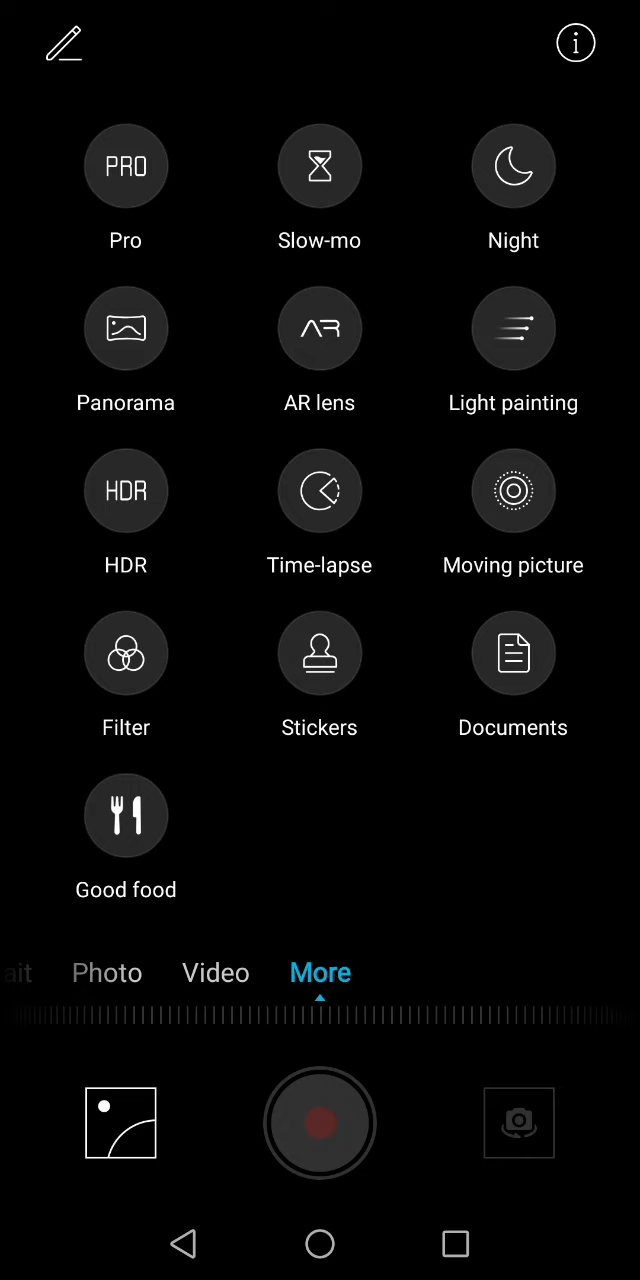 PRO
Pro
Slow-mo
Night
Panorama
AR
AR lens
Light painting
HDR
HDR
Time-lapse
Moving picture
Filter
Stickers
Documents
Good food
ait Photo Video More